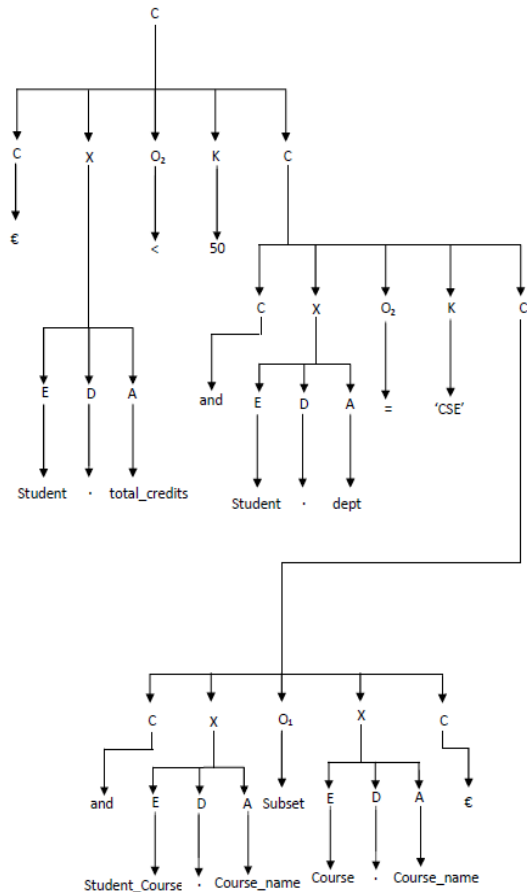 C
C X O₂ K C
€ < 50
C X O₂ K C
E D A
and E D A = 'CSE'
Student . total_credits
Student . dept
C X O₁ X C
and E D A Subset E D A €
Student_Course . Course_name Course . Course_name